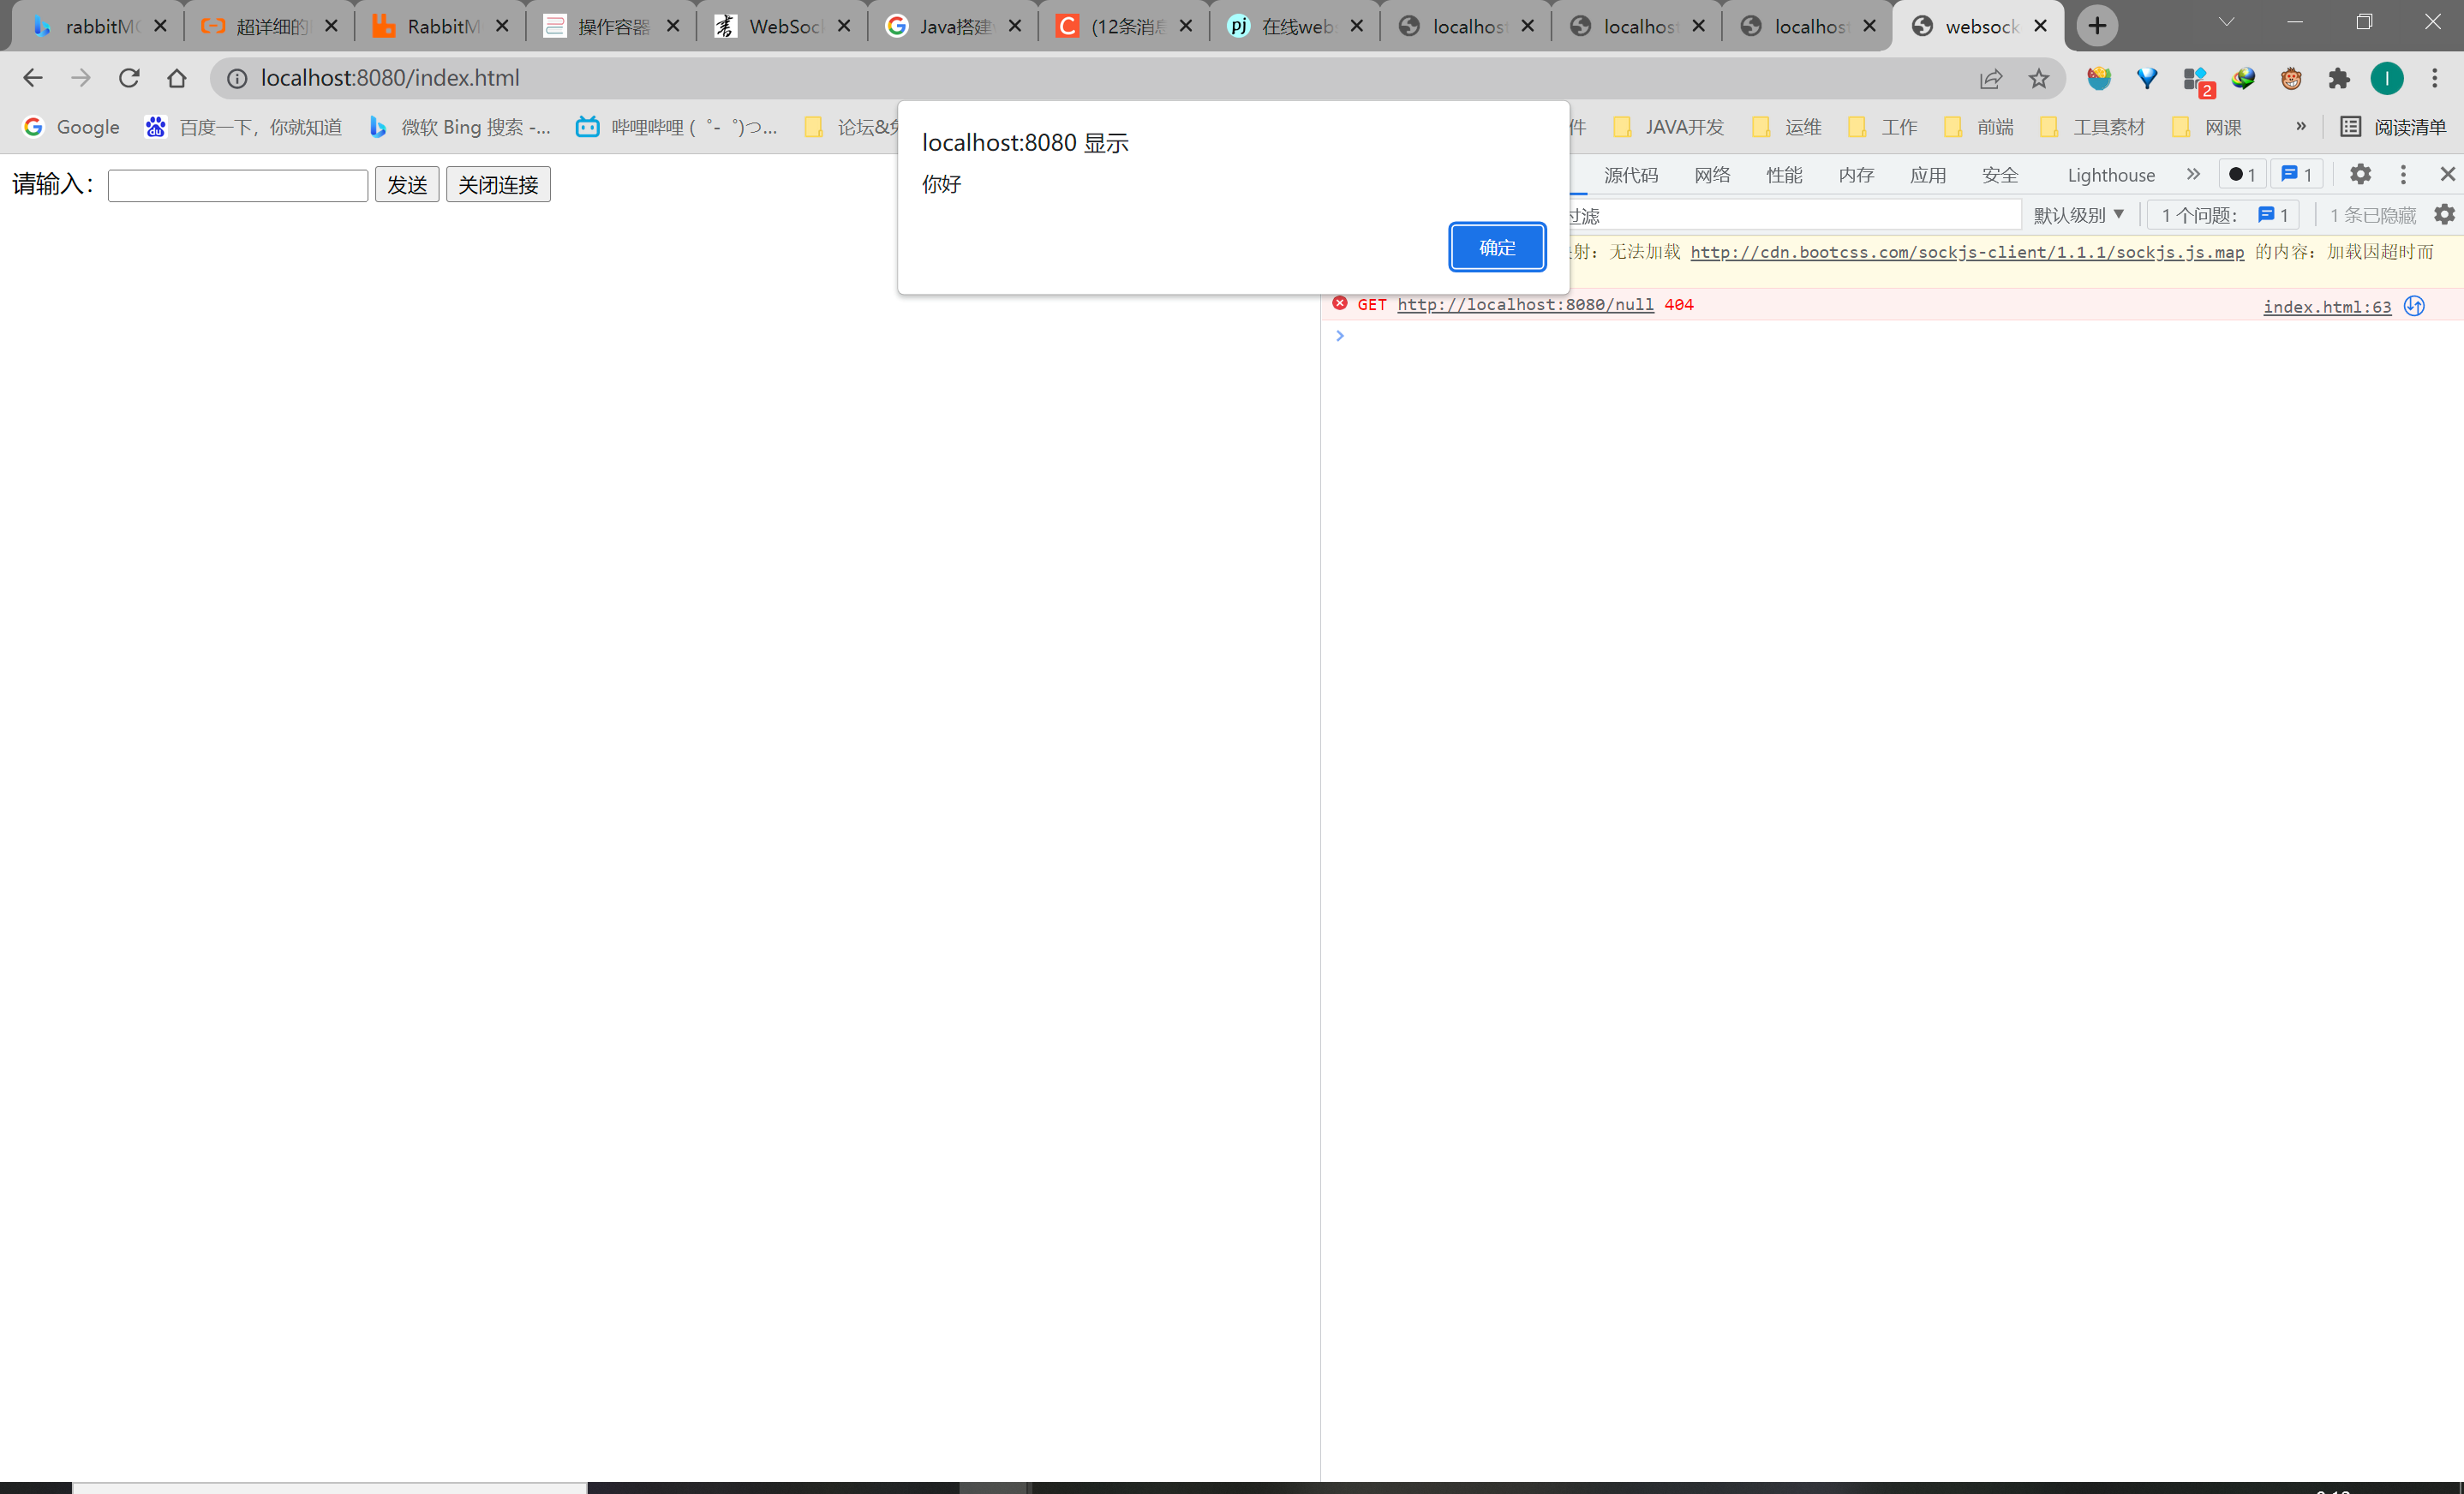 rabbitMC 超详细的 RabbitM 操作容器 WebSoc Java搭建 (12条消息 在线web localhost localhost localhost websock
localhost:8080/index.html
2
Google 百度一下，你就知道 微软 Bing 搜索 -... 哔哩哔哩 (゜-゜)つ... 论坛& 件 JAVA开发 运维 工作 前端 工具素材 网课 » 阅读清单
localhost:8080 显示
你好
确定
请输入： 发送 关闭连接
源代码 网络 性能 内存 应用 安全 Lighthouse » 1 1
过滤 默认级别 ▼ 1 个问题： 1 1 条已隐藏
射：无法加载 http://cdn.bootcss.com/sockjs-client/1.1.1/sockjs.js.map 的内容：加载因超时而
GET http://localhost:8080/null 404 index.html:63